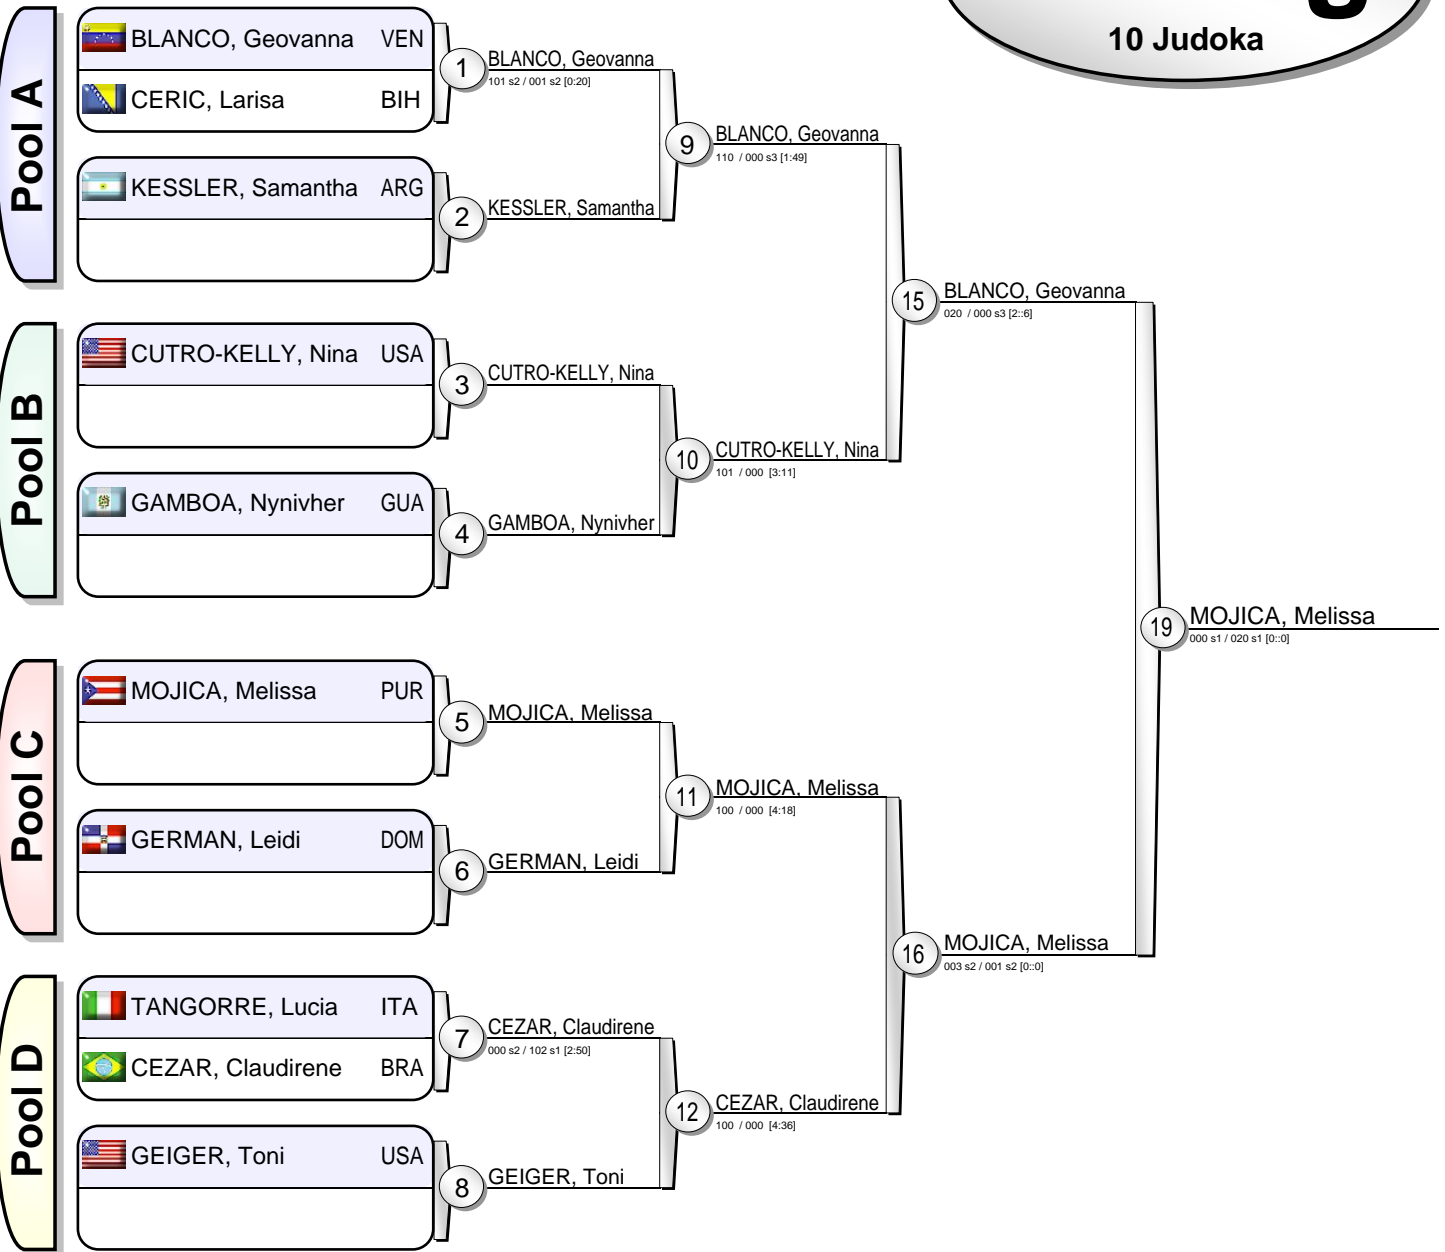 10 Judoka
Pool A
BLANCO, Geovanna VEN
CERIC, Larisa BIH
KESSLER, Samantha ARG
1
BLANCO, Geovanna
101 s2 / 001 s2 [0:20]
2
KESSLER, Samantha
9
BLANCO, Geovanna
110 / 000 s3 [1:49]
Pool B
CUTRO-KELLY, Nina USA
GAMBOA, Nynivher GUA
3
CUTRO-KELLY, Nina
4
GAMBOA, Nynivher
10
CUTRO-KELLY, Nina
101 / 000 [3:11]
15
BLANCO, Geovanna
020 / 000 s3 [2::6]
Pool C
MOJICA, Melissa PUR
GERMAN, Leidi DOM
5
MOJICA, Melissa
6
GERMAN, Leidi
11
MOJICA, Melissa
100 / 000 [4:18]
Pool D
TANGORRE, Lucia ITA
CEZAR, Claudirene BRA
GEIGER, Toni USA
7
CEZAR, Claudirene
000 s2 / 102 s1 [2:50]
8
GEIGER, Toni
12
CEZAR, Claudirene
100 / 000 [4:36]
16
MOJICA, Melissa
003 s2 / 001 s2 [0::0]
19
MOJICA, Melissa
000 s1 / 020 s1 [0::0]